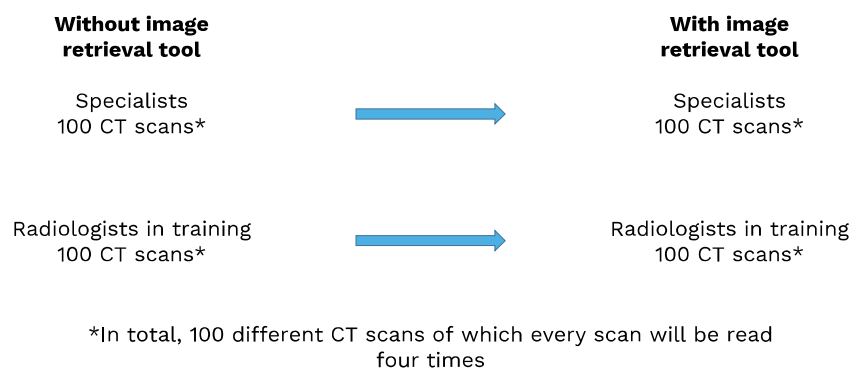 Without image
retrieval tool
With image
retrieval tool
Specialists
100 CT scans*
Specialists
100 CT scans*
Radiologists in training
100 CT scans*
Radiologists in training
100 CT scans*
*In total, 100 different CT scans of which every scan will be read
four times